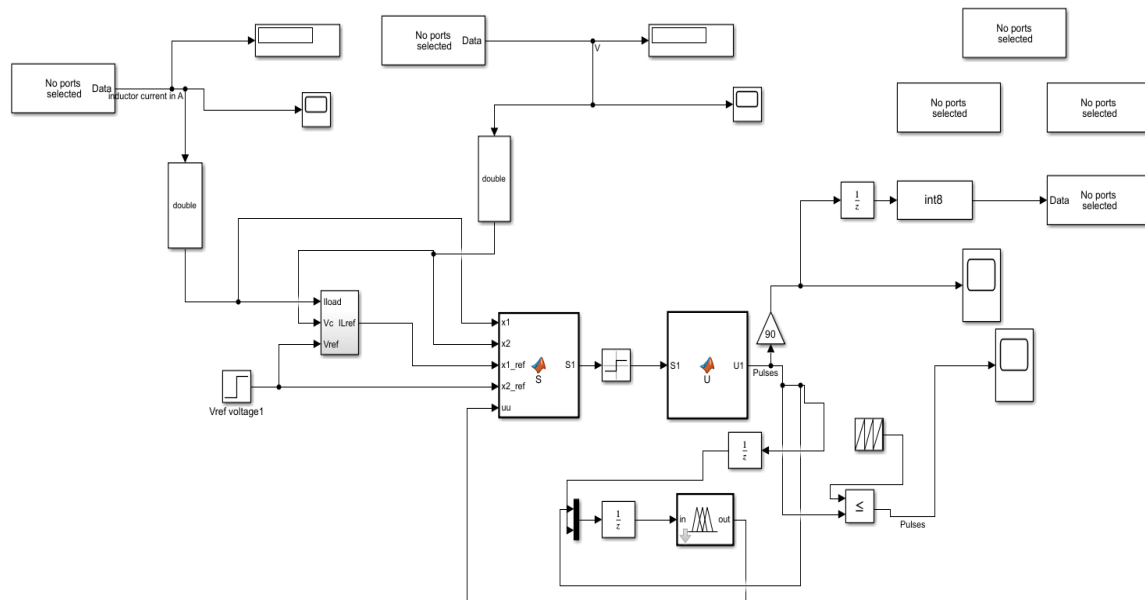 No ports
selected
Data
inductor current in A
No ports
selected
Data
V
No ports
selected
No ports
selected
No ports
selected
double
double
1
z
int8
Data
No ports
selected
Iload
Vc
Vref
ILref
Vref voltage1
x1
x2
x1_ref
x2_ref
uu
S1
S
S1
U1
U
90
Pulses
1
z
1
z
in
out
≤
Pulses